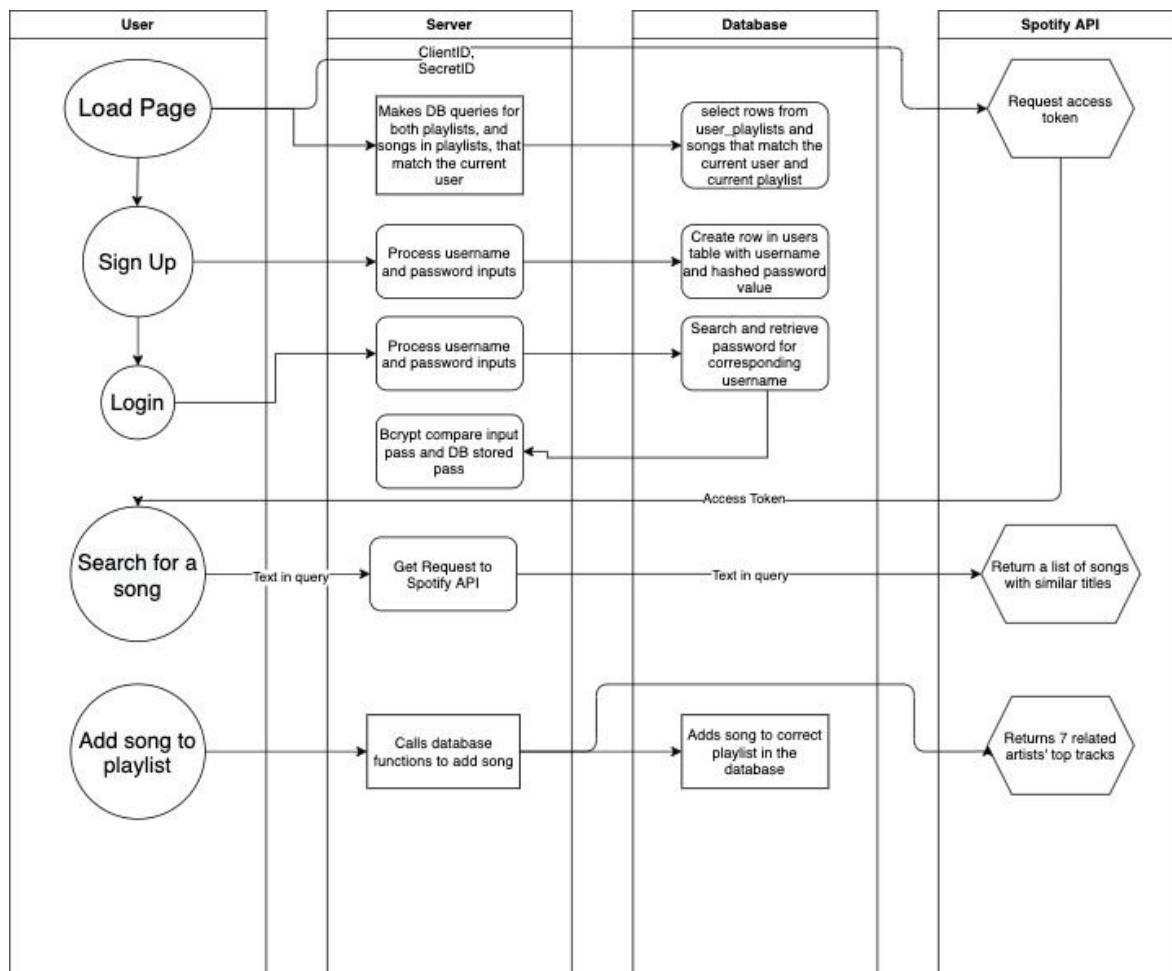 User
Server
Database
Spotify API
ClientID,
SecretID
Load Page
Makes DB queries for
both playlists, and
songs in playlists, that
match the current
user
select rows from
user_playlists and
songs that match the
current user and
current playlist
Request access
token
Sign Up
Process username
and password inputs
Create row in users
table with username
and hashed password
value
Login
Process username
and password inputs
Search and retrieve
password for
corresponding
username
Bcrypt compare input
pass and DB stored
pass
Access Token
Search for a
song
Text in query
Get Request to
Spotify API
Text in query
Return a list of songs
with similar titles
Add song to
playlist
Calls database
functions to add song
Adds song to correct
playlist in the
database
Returns 7 related
artists' top tracks